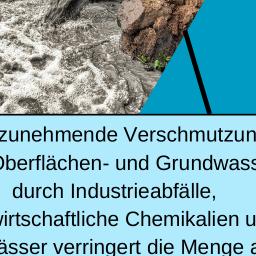 zunehmende Verschmutzun
Oberflächen- und Grundwass
durch Industrieabfälle,
wirtschaftliche Chemikalien u
ässer verringert die Menge a